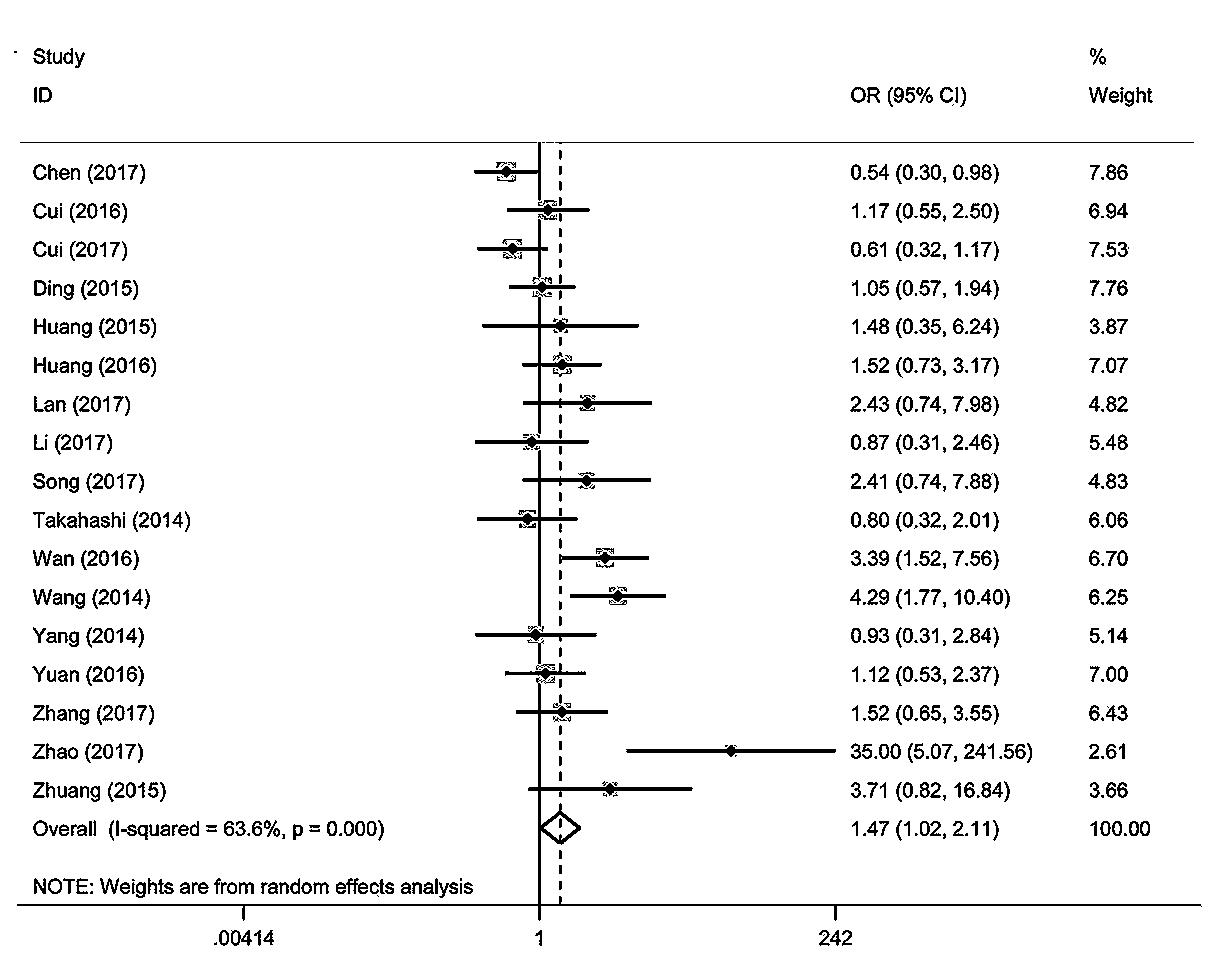 Study %
ID OR (95% CI) Weight
Chen (2017) 0.54 (0.30, 0.98) 7.86
Cui (2016) 1.17 (0.55, 2.50) 6.94
Cui (2017) 0.61 (0.32, 1.17) 7.53
Ding (2015) 1.05 (0.57, 1.94) 7.76
Huang (2015) 1.48 (0.35, 6.24) 3.87
Huang (2016) 1.52 (0.73, 3.17) 7.07
Lan (2017) 2.43 (0.74, 7.98) 4.82
Li (2017) 0.87 (0.31, 2.46) 5.48
Song (2017) 2.41 (0.74, 7.88) 4.83
Takahashi (2014) 0.80 (0.32, 2.01) 6.06
Wan (2016) 3.39 (1.52, 7.56) 6.70
Wang (2014) 4.29 (1.77, 10.40) 6.25
Yang (2014) 0.93 (0.31, 2.84) 5.14
Yuan (2016) 1.12 (0.53, 2.37) 7.00
Zhang (2017) 1.52 (0.65, 3.55) 6.43
Zhao (2017) 35.00 (5.07, 241.56) 2.61
Zhuang (2015) 3.71 (0.82, 16.84) 3.66
Overall (I-squared = 63.6%, p = 0.000) 1.47 (1.02, 2.11) 100.00
NOTE: Weights are from random effects analysis
.00414 1 242